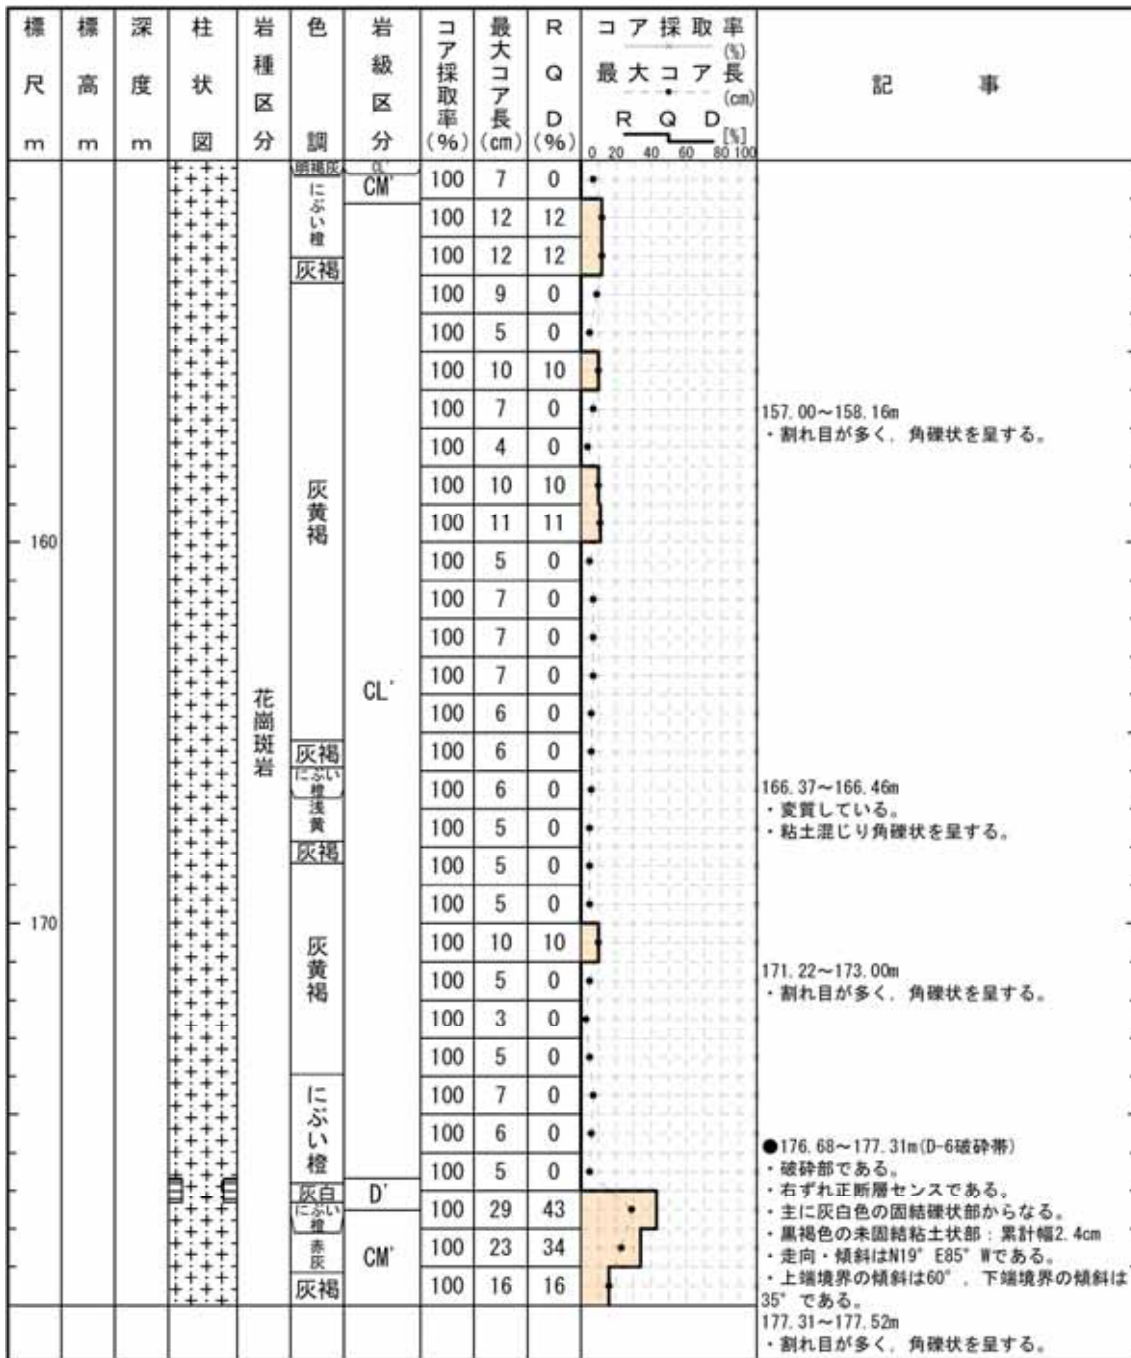 標尺 m
標高 m
深度 m
柱状図
岩種区分
色調
岩級区分
コア採取率(%)
最大コア長(cm)
RQD(%)
コア採取率(%)
最大コア長(cm)
RQD[%]
0 20 40 60 80 100
記事
160
170
花崗斑岩
明褐灰
にぶい橙
灰褐
灰黄褐
灰褐
にぶい橙
浅黄
灰褐
灰黄褐
にぶい橙
灰白
にぶい橙
赤灰
灰褐
CL'
CM'
CL'
D'
CM'
100 7 0
100 12 12
100 12 12
100 9 0
100 5 0
100 10 10
100 7 0
100 4 0
100 10 10
100 11 11
100 5 0
100 7 0
100 7 0
100 7 0
100 6 0
100 6 0
100 6 0
100 5 0
100 5 0
100 5 0
100 10 10
100 5 0
100 3 0
100 5 0
100 7 0
100 6 0
100 5 0
100 29 43
100 23 34
100 16 16
157.00～158.16m
・割れ目が多く、角礫状を呈する。
166.37～166.46m
・変質している。
・粘土混じり角礫状を呈する。
171.22～173.00m
・割れ目が多く、角礫状を呈する。
●176.68～177.31m(D-6破砕帯)
・破砕部である。
・右ずれ正断層センスである。
・主に灰白色の固結礫状部からなる。
・黒褐色の未固結粘土状部：累計幅2.4cm
・走向・傾斜はN19°E85°Wである。
・上端境界の傾斜は60°、下端境界の傾斜は
35°である。
177.31～177.52m
・割れ目が多く、角礫状を呈する。